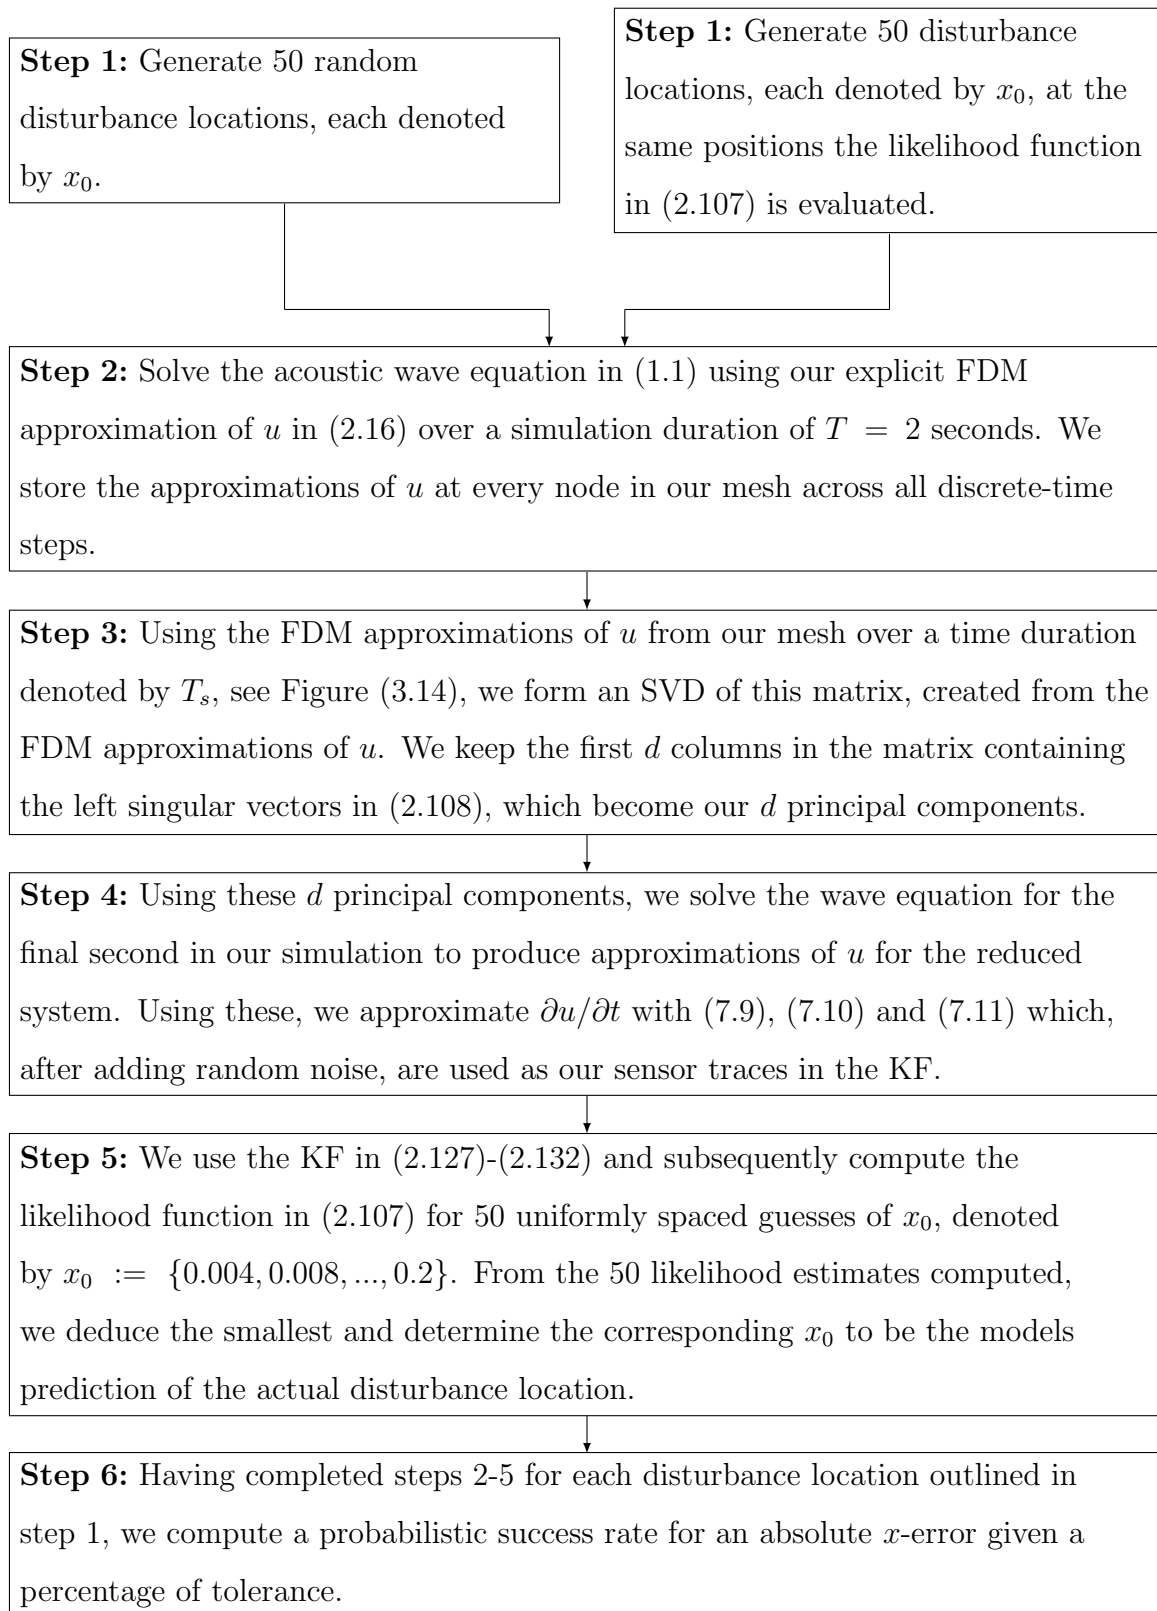 Step 1: Generate 50 random
disturbance locations, each denoted
by x₀.
Step 1: Generate 50 disturbance
locations, each denoted by x₀, at the
same positions the likelihood function
in (2.107) is evaluated.
Step 2: Solve the acoustic wave equation in (1.1) using our explicit FDM
approximation of u in (2.16) over a simulation duration of T = 2 seconds. We
store the approximations of u at every node in our mesh across all discrete-time
steps.
Step 3: Using the FDM approximations of u from our mesh over a time duration
denoted by Tₛ, see Figure (3.14), we form an SVD of this matrix, created from the
FDM approximations of u. We keep the first d columns in the matrix containing
the left singular vectors in (2.108), which become our d principal components.
Step 4: Using these d principal components, we solve the wave equation for the
final second in our simulation to produce approximations of u for the reduced
system. Using these, we approximate ∂u/∂t with (7.9), (7.10) and (7.11) which,
after adding random noise, are used as our sensor traces in the KF.
Step 5: We use the KF in (2.127)-(2.132) and subsequently compute the
likelihood function in (2.107) for 50 uniformly spaced guesses of x₀, denoted
by x₀ := {0.004, 0.008, ..., 0.2}. From the 50 likelihood estimates computed,
we deduce the smallest and determine the corresponding x₀ to be the models
prediction of the actual disturbance location.
Step 6: Having completed steps 2-5 for each disturbance location outlined in
step 1, we compute a probabilistic success rate for an absolute x-error given a
percentage of tolerance.